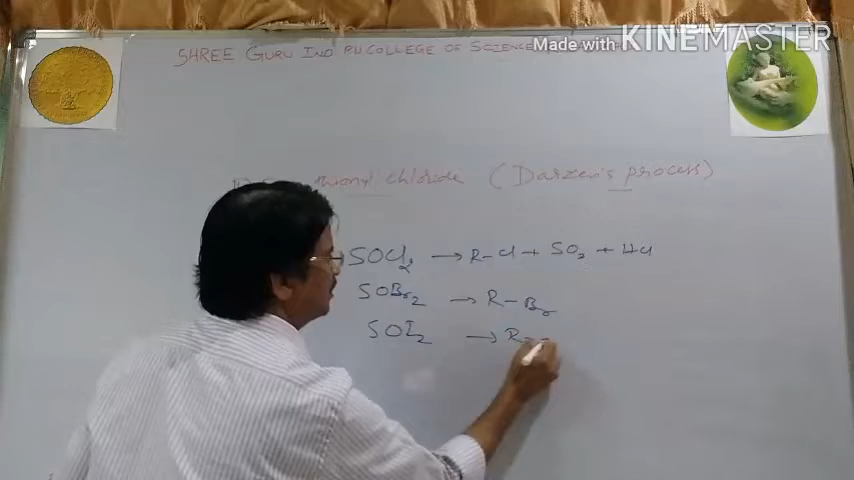 Made with KINEMASTER
SHREE GURU IND COLLEGE OF SCIENCE
chloride (Darzen's process)
SOCl2 → R-Cl + SO2 + HCl
SOBr2 → R-Br
SOI2 → R-